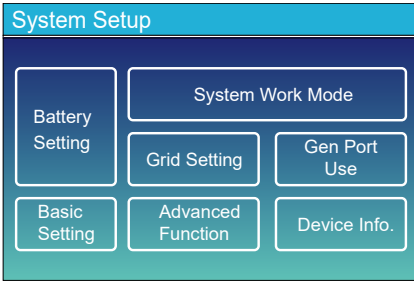 System Setup
Battery
Setting
System Work Mode
Grid Setting
Gen Port
Use
Basic
Setting
Advanced
Function
Device Info.